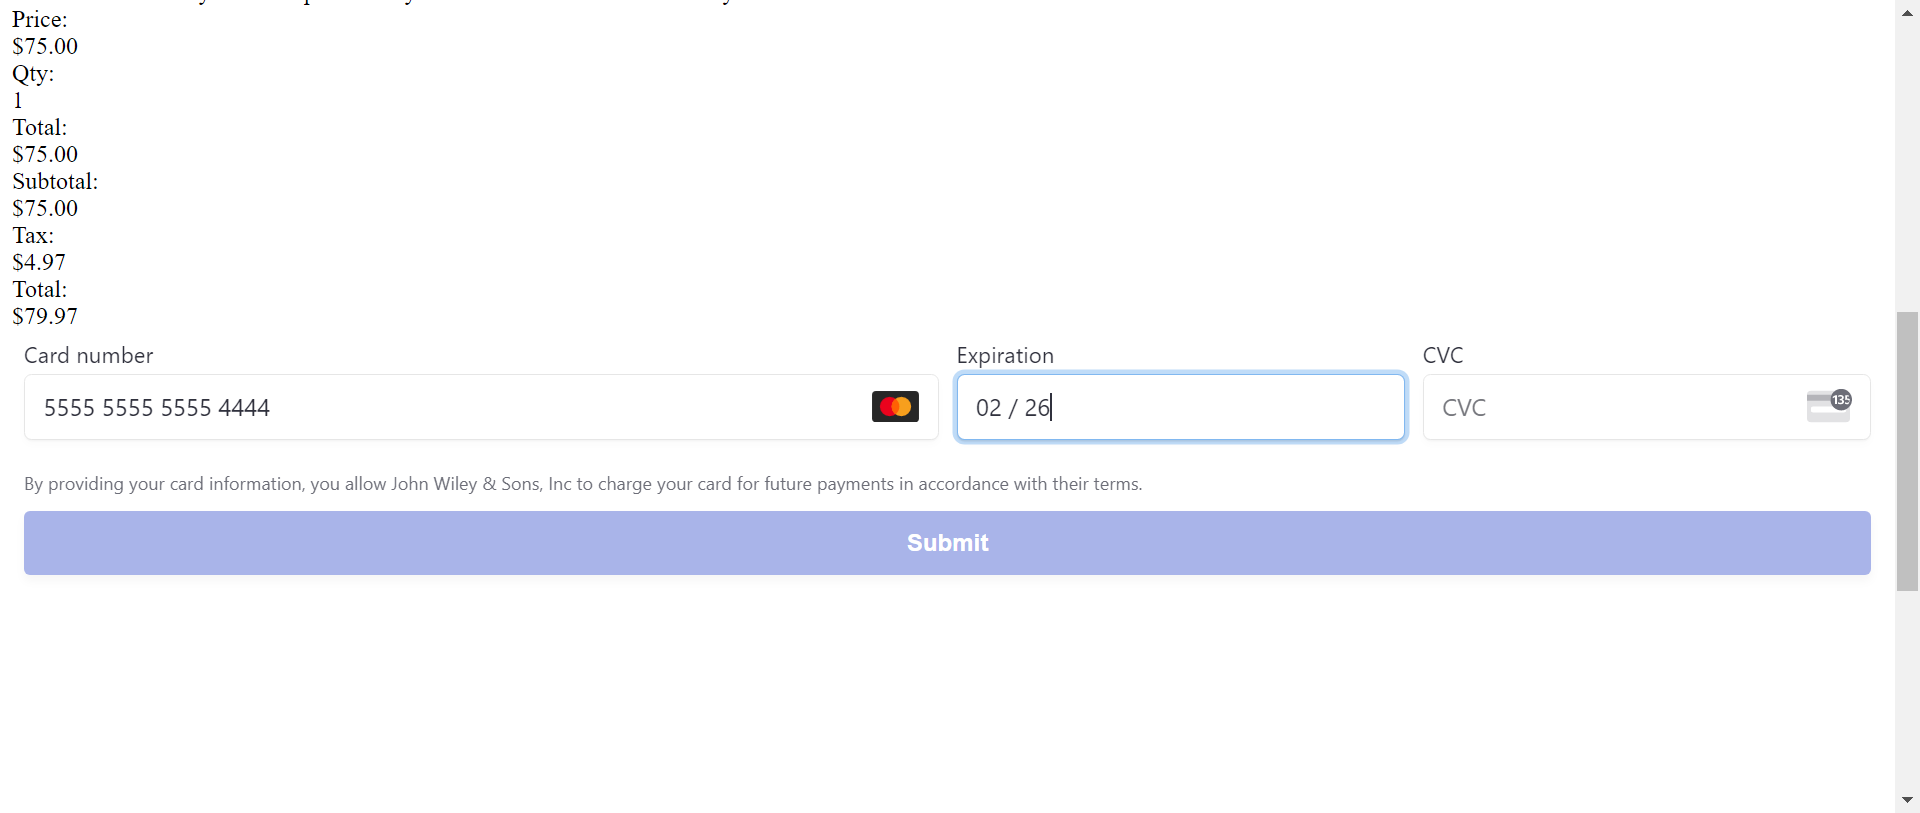 Price:
$75.00
Qty:
1
Total:
$75.00
Subtotal:
$75.00
Tax:
$4.97
Total:
$79.97
Card number Expiration CVC
5555 5555 5555 4444 02 / 26 CVC 135
By providing your card information, you allow John Wiley & Sons, Inc to charge your card for future payments in accordance with their terms.
Submit